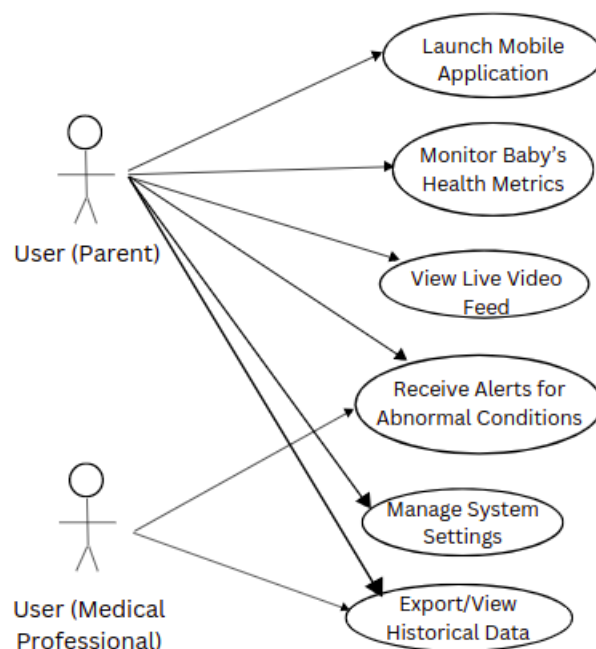 Launch Mobile
Application
Monitor Baby's
Health Metrics
User (Parent)
View Live Video
Feed
Receive Alerts for
Abnormal Conditions
Manage System
Settings
User (Medical
Professional)
Export/View
Historical Data